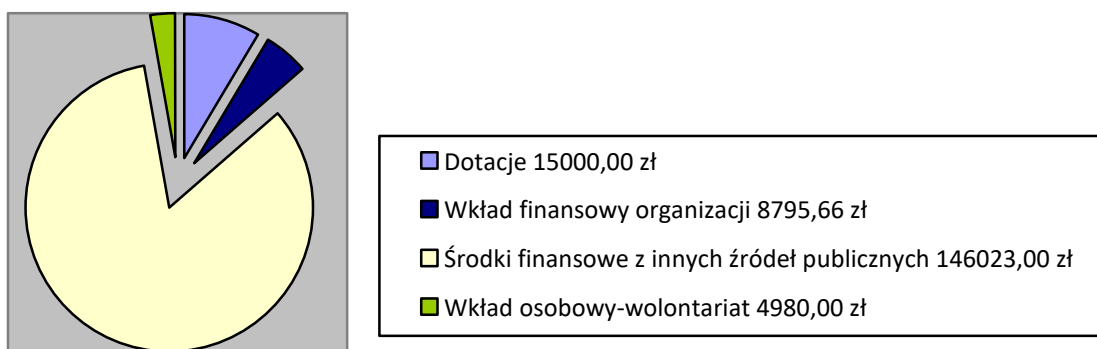 Dotacje 15000,00 zł
Wkład finansowy organizacji 8795,66 zł
Środki finansowe z innych źródeł publicznych 146023,00 zł
Wkład osobowy-wolontariat 4980,00 zł